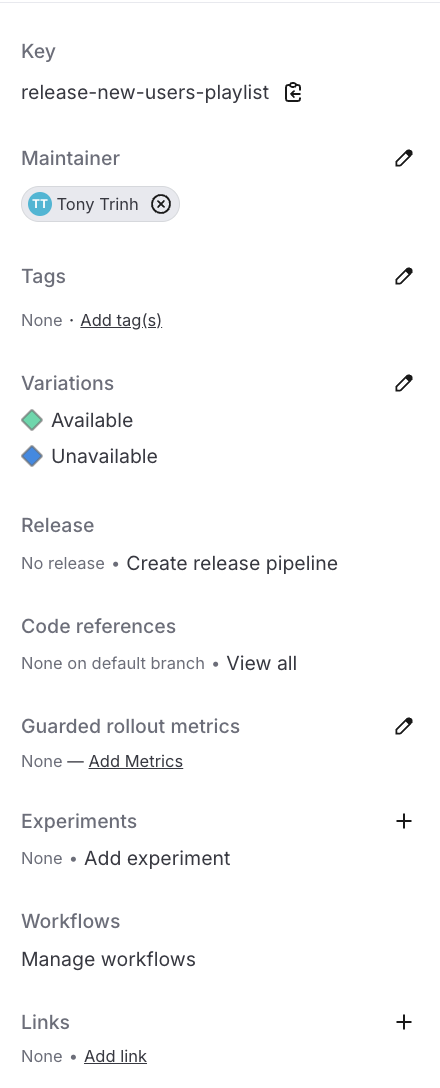 Key
release-new-users-playlist
Maintainer
TT Tony Trinh
Tags
None · Add tag(s)
Variations
Available
Unavailable
Release
No release • Create release pipeline
Code references
None on default branch • View all
Guarded rollout metrics
None — Add Metrics
Experiments
None • Add experiment
Workflows
Manage workflows
Links
None • Add link